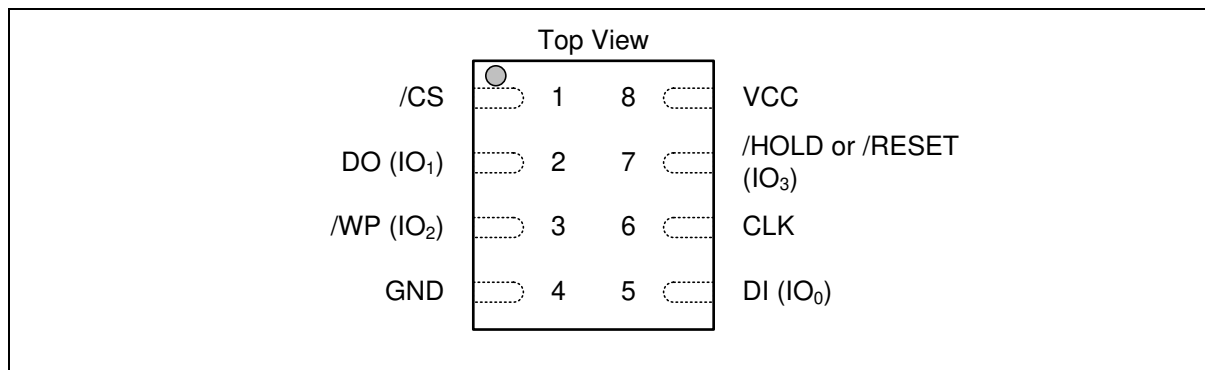 Top View
/CS 1 8 VCC
DO (IO₁) 2 7 /HOLD or /RESET
(IO₃)
/WP (IO₂) 3 6 CLK
GND 4 5 DI (IO₀)